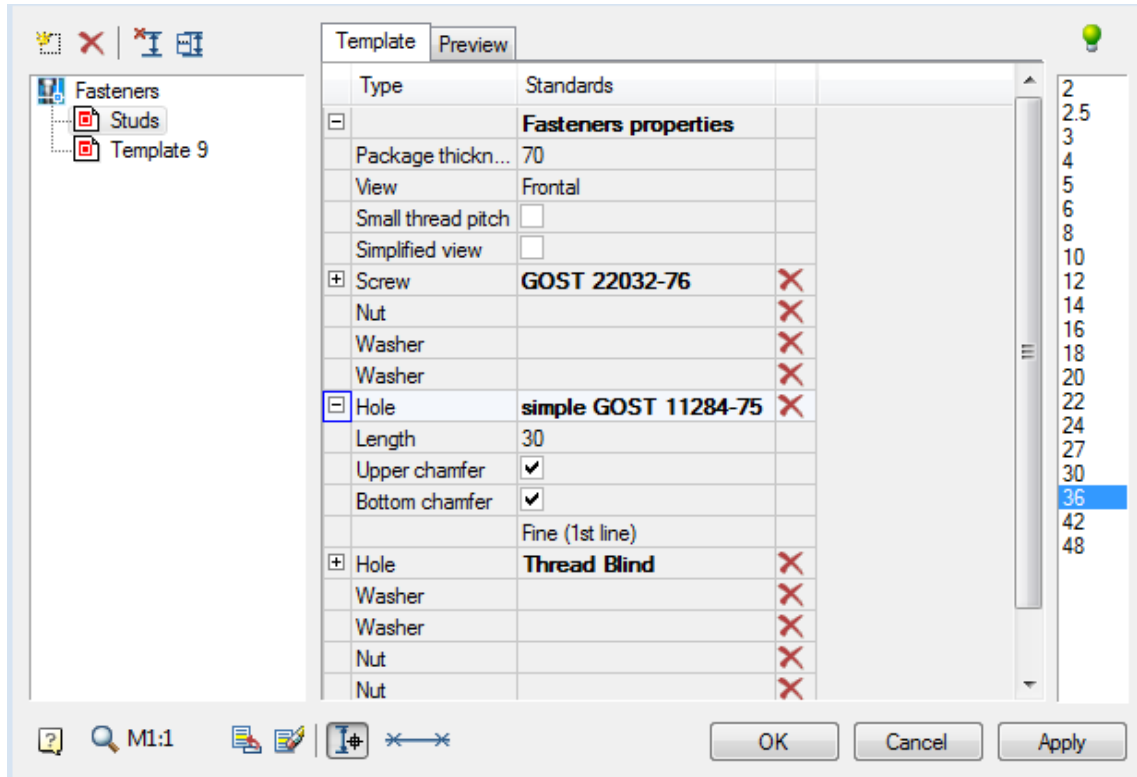 Fasteners
Studs
Template 9
Template Preview
Type Standards
Fasteners properties
Package thickn... 70
View Frontal
Small thread pitch
Simplified view
Screw GOST 22032-76
Nut
Washer
Washer
Hole simple GOST 11284-75
Length 30
Upper chamfer
Bottom chamfer
Fine (1st line)
Hole Thread Blind
Washer
Washer
Nut
Nut
2
2.5
3
4
5
6
8
10
12
14
16
18
20
22
24
27
30
36
42
48
M1:1
OK Cancel Apply